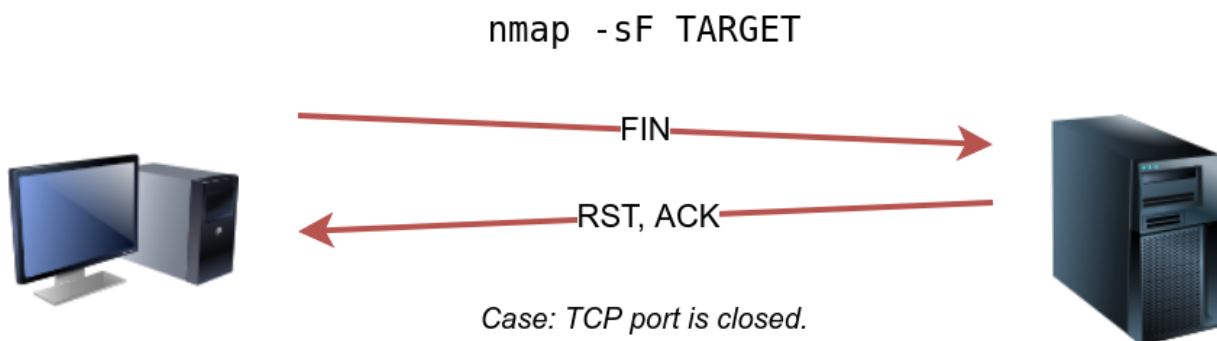 nmap -sF TARGET
FIN
RST, ACK
Case: TCP port is closed.